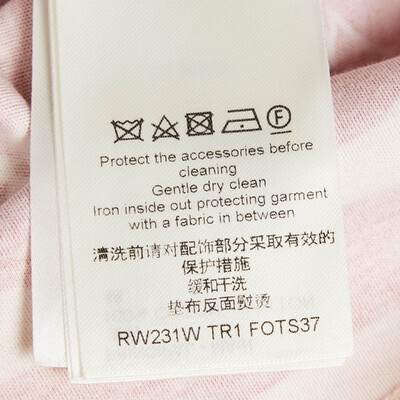 F
Protect the accessories before
cleaning
Gentle dry clean
Iron inside out protecting garment
with a fabric in between
清洗前请对配饰部分采取有效的
保护措施
缓和干洗
垫布反面熨烫
RW231W TR1 FOTS37